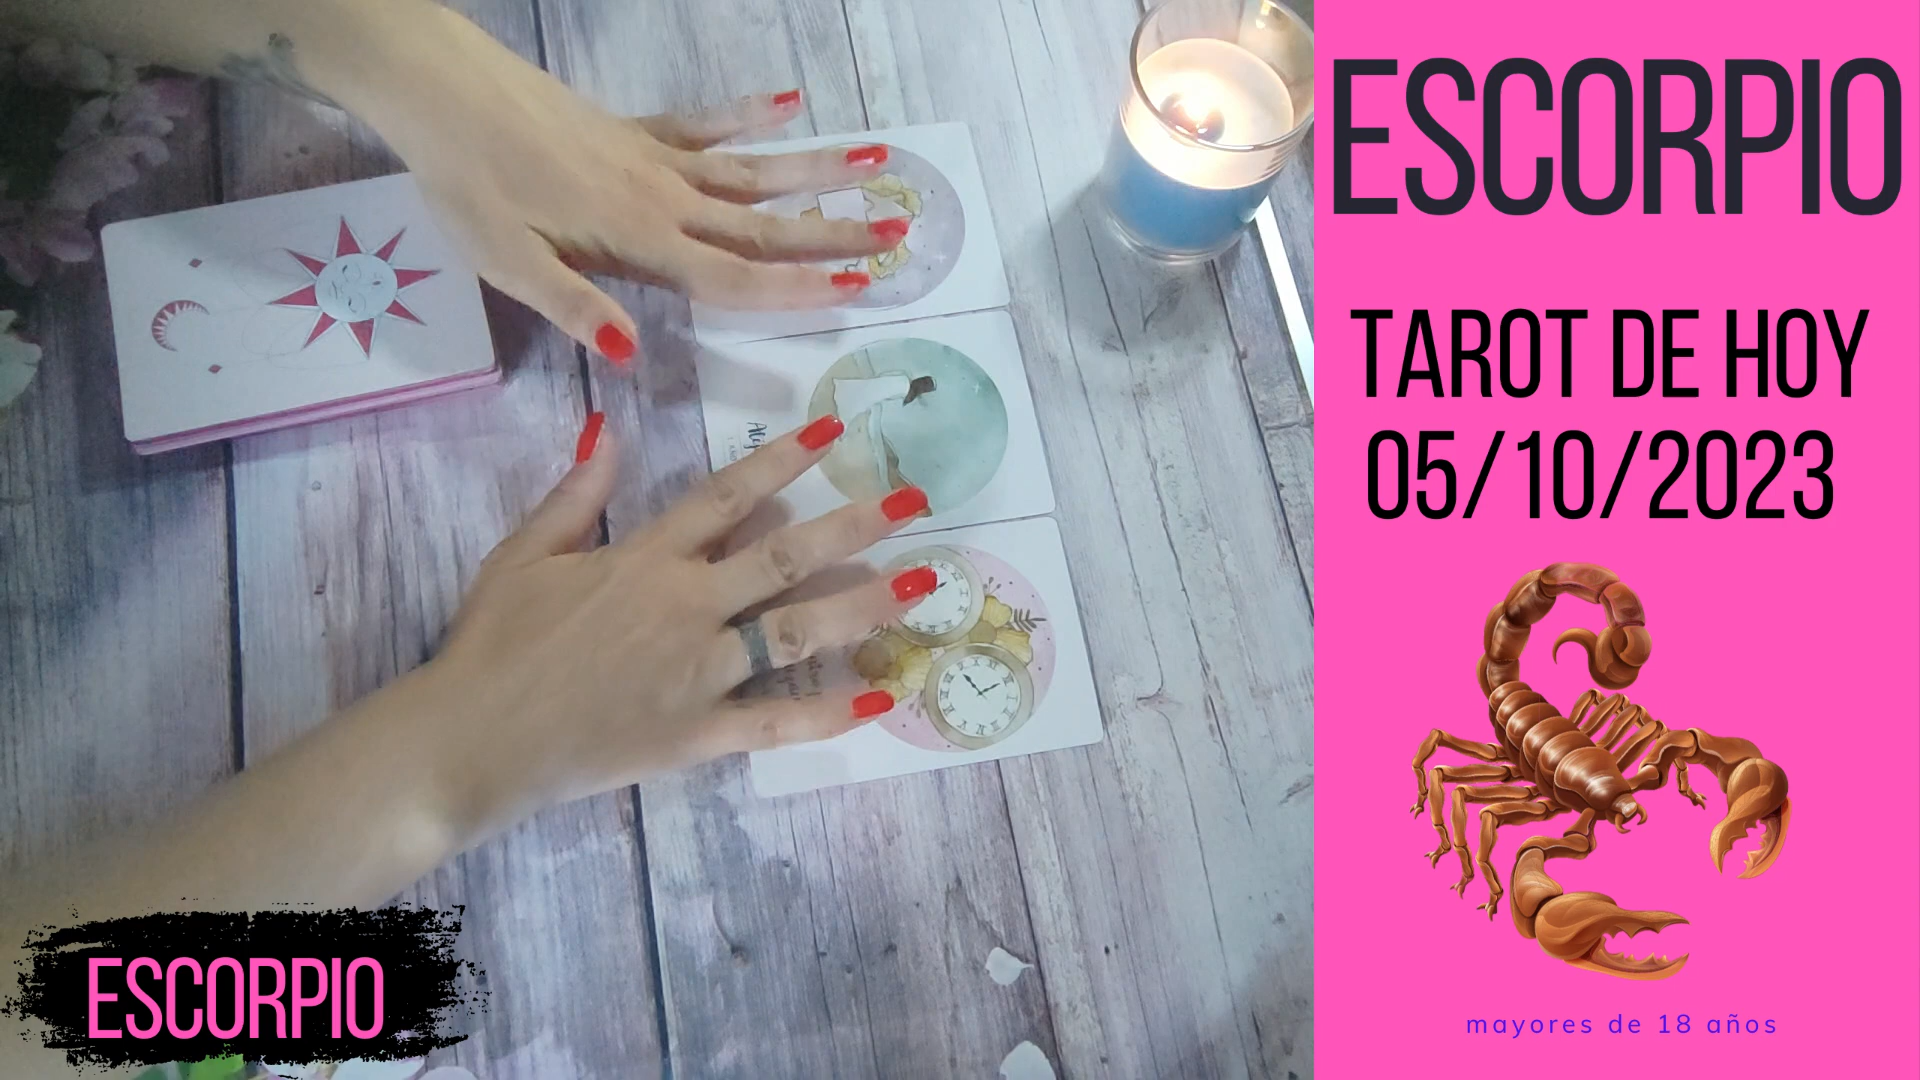 ESCORPIO
TAROT DE HOY
05/10/2023
mayores de 18 años
ESCORPIO